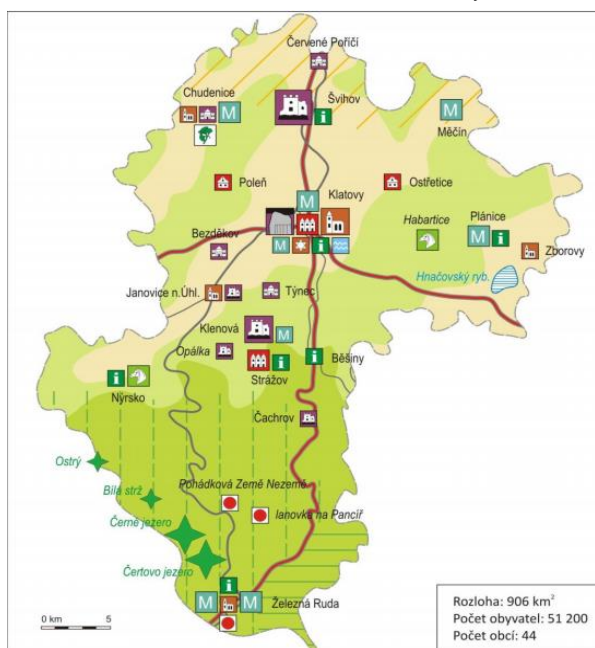 Červené Poříčí
Chudenice
M
Švihov
i
M
Měčín
Poleň
M
Klatovy
Ostřetice
Habartice
Plánice
M
i
Bezděkov
M
i
Zborovy
Hnačovský ryb.
Janovice n.Úhl.
Týnec
Klenová
M
Opálka
Strážov
i
i
Běšiny
i
Nýrsko
Čachrov
Ostrý
Pohádková Země Nezemě
Bílá strž
lanovka na Pancíř
Černé jezero
Čertovo jezero
i
M
M
Železná Ruda
0 km
5
Rozloha: 906 km²
Počet obyvatel: 51 200
Počet obcí: 44